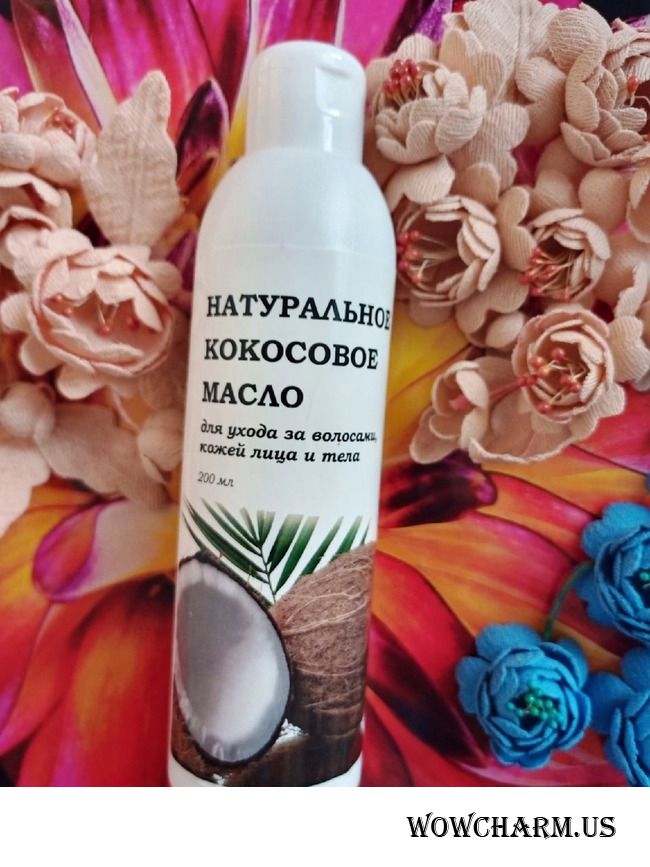 НАТУРАЛЬНОЕ
КОКОСОВОЕ
МАСЛО
для ухода за волосами,
кожей лица и тела
200 мл
WOWCHARM.US